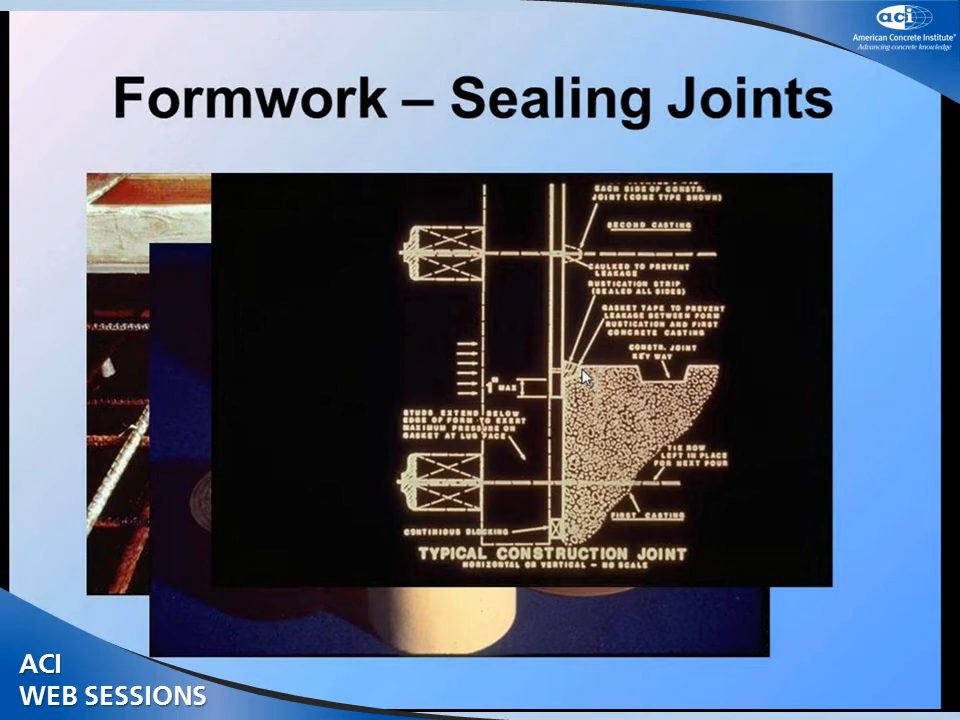 aci
American Concrete Institute®
Advancing concrete knowledge
Formwork – Sealing Joints
EACH SIDE OF CONSTR.
JOINT (CONE TYPE SHOWN)
SECOND CASTING
CAULKED TO PREVENT
LEAKAGE
RUSTICATION STRIP
(SEALED ALL SIDES)
GASKET TAPE TO PREVENT
LEAKAGE BETWEEN FORM
RUSTICATION AND FIRST
CONCRETE CASTING
CONSTR. JOINT
KEY WAY
1" MAX
STUDS EXTEND BELOW
EDGE OF FORM TO EXERT
MAXIMUM PRESSURE ON
GASKET AT LUG FACE
TIE ROW
LEFT IN PLACE
FOR NEXT POUR
FIRST CASTING
CONTINIOUS BLOCKING
TYPICAL CONSTRUCTION JOINT
HORIZONTAL OR VERTICAL - NO SCALE
ACI
WEB SESSIONS